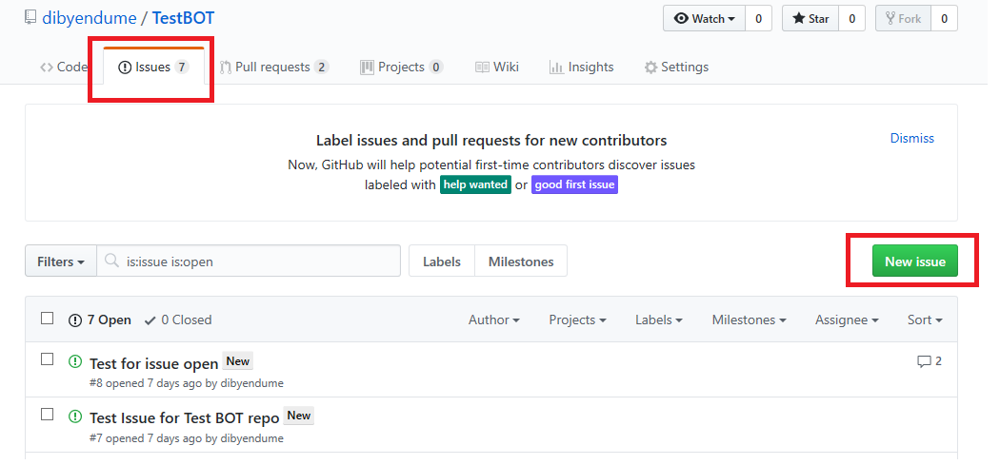 dibyendume / TestBOT
Watch 0 Star 0 Fork 0
Code Issues 7 Pull requests 2 Projects 0 Wiki Insights Settings
Label issues and pull requests for new contributors
Dismiss
Now, GitHub will help potential first-time contributors discover issues
labeled with help wanted or good first issue
Filters is:issue is:open Labels Milestones New issue
7 Open 0 Closed Author Projects Labels Milestones Assignee Sort
Test for issue open New 2
#8 opened 7 days ago by dibyendume
Test Issue for Test BOT repo New
#7 opened 7 days ago by dibyendume